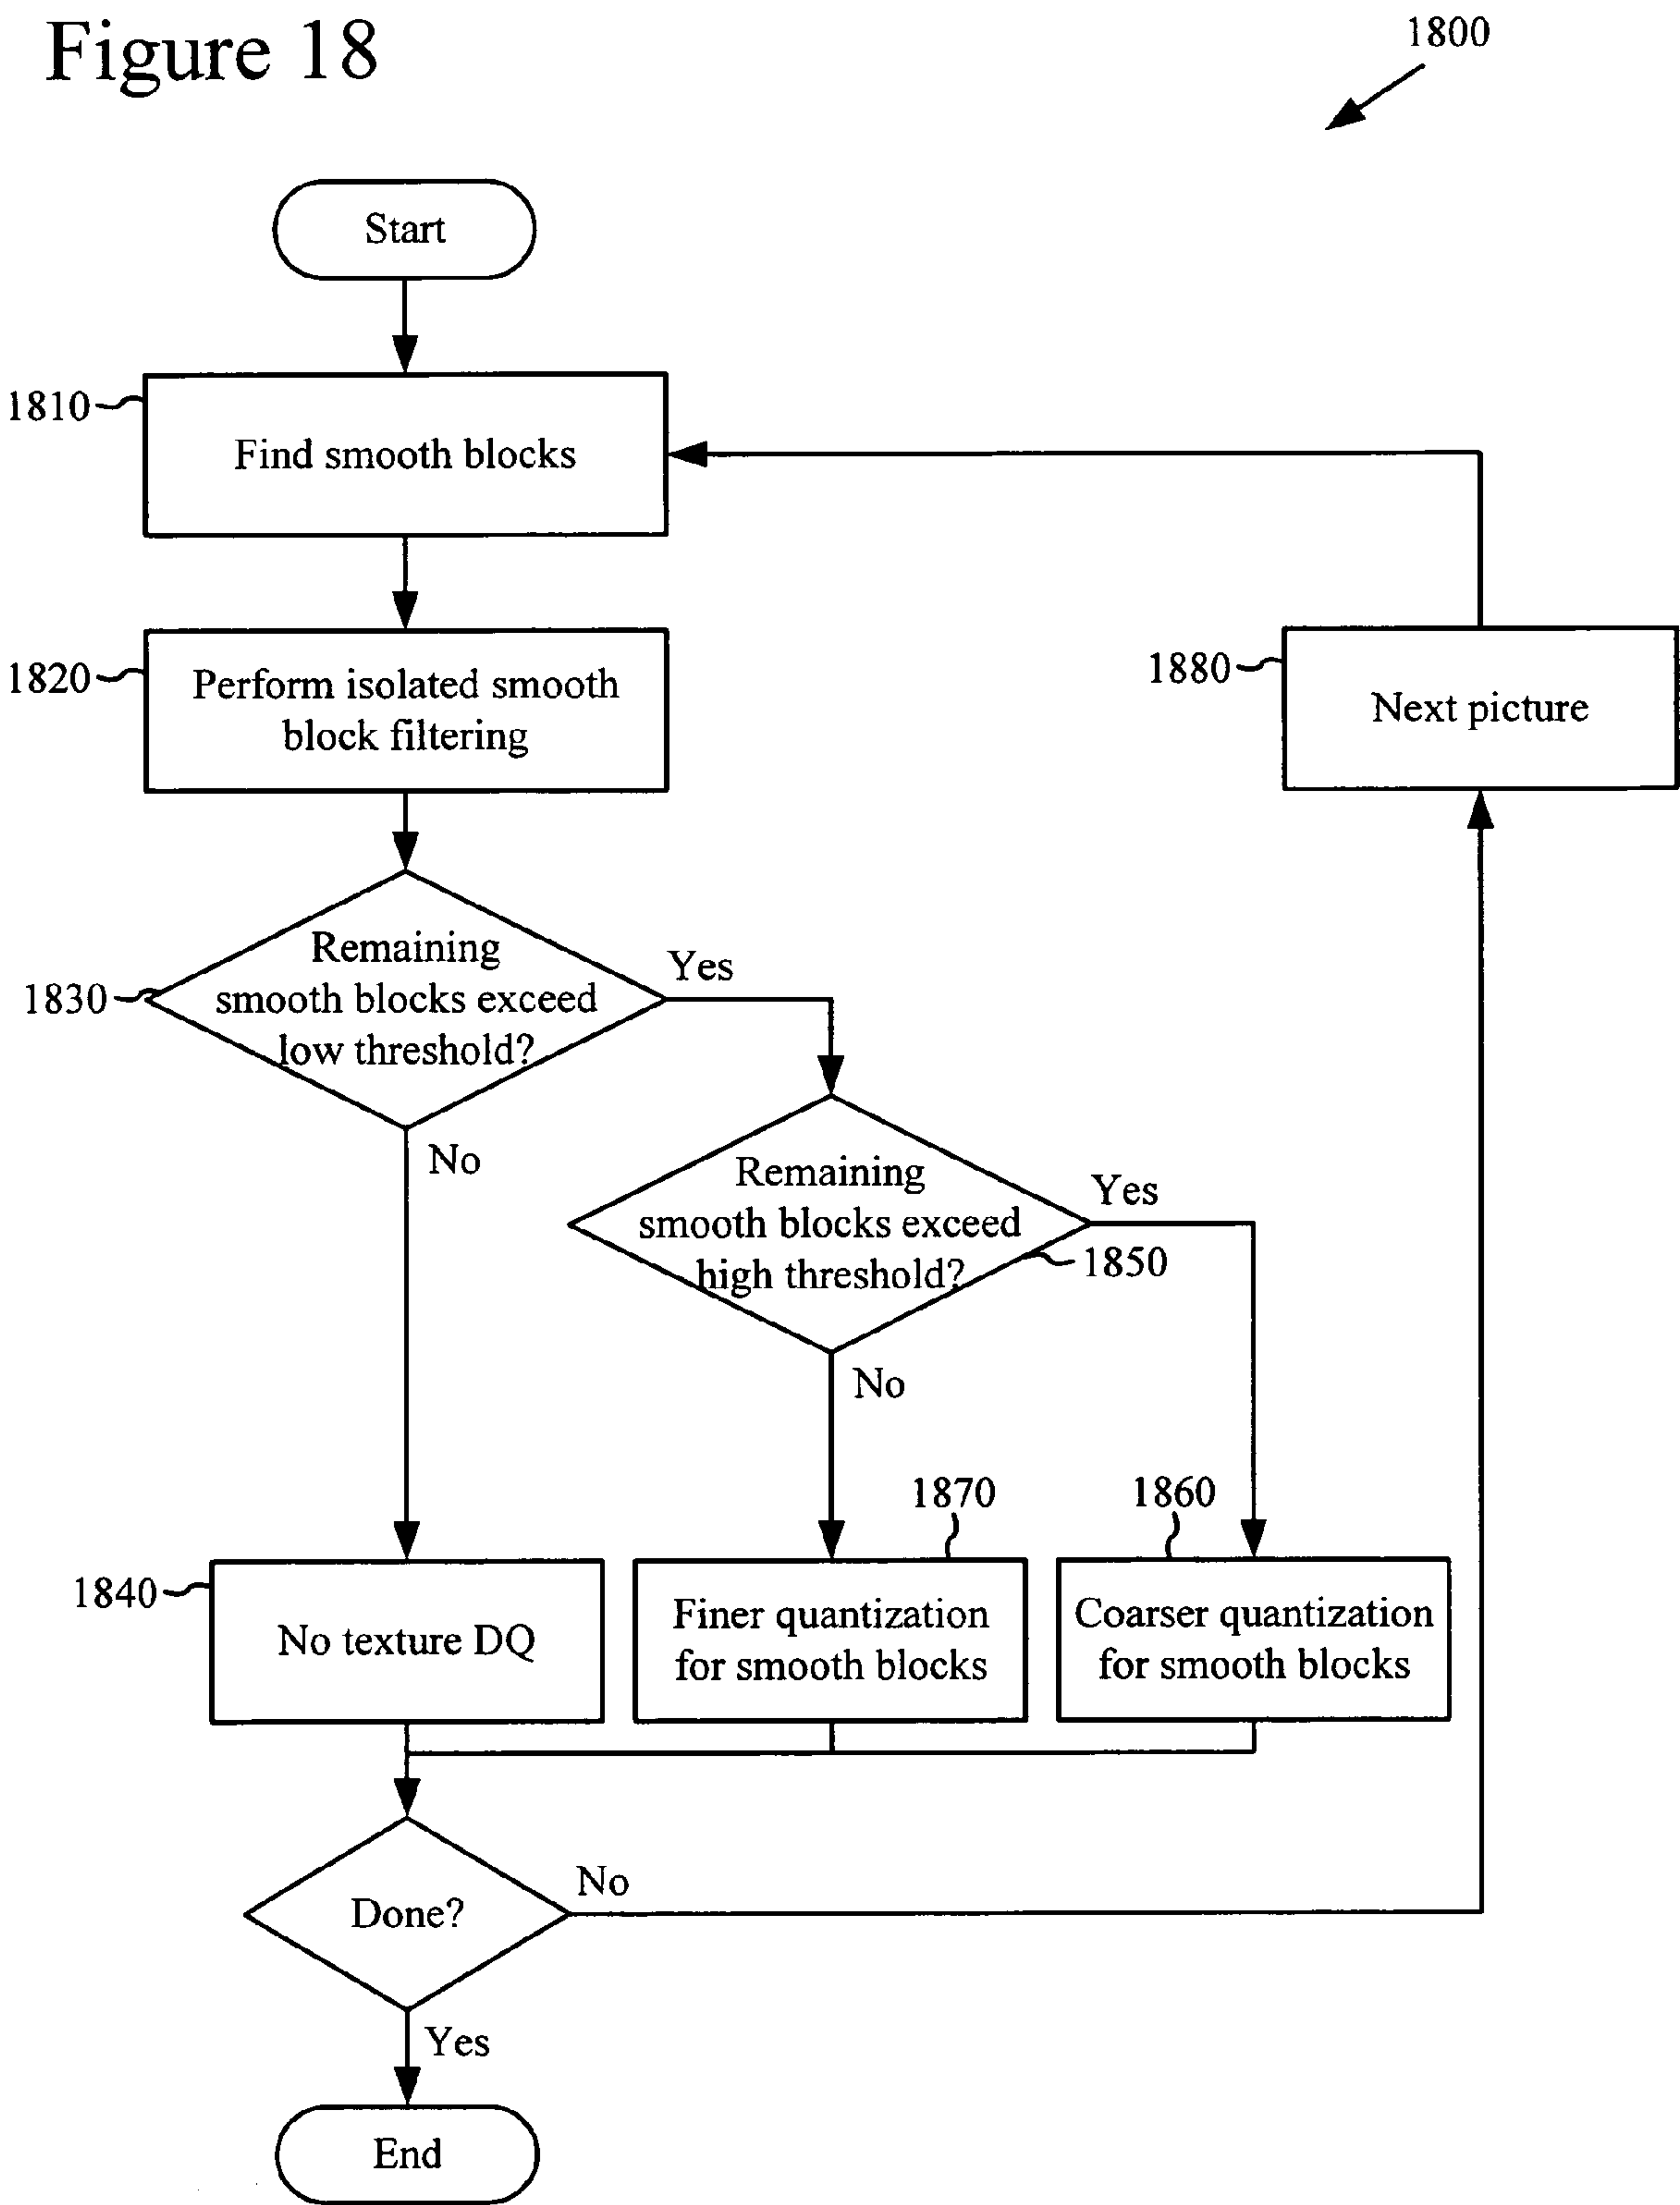 Figure 18
1800
Start
1810
Find smooth blocks
1820
Perform isolated smooth
block filtering
1880
Next picture
1830
Remaining
smooth blocks exceed
low threshold?
Yes
No
Remaining
smooth blocks exceed
high threshold?
Yes
1850
No
1870
1860
1840
No texture DQ
Finer quantization
for smooth blocks
Coarser quantization
for smooth blocks
Done?
No
Yes
End